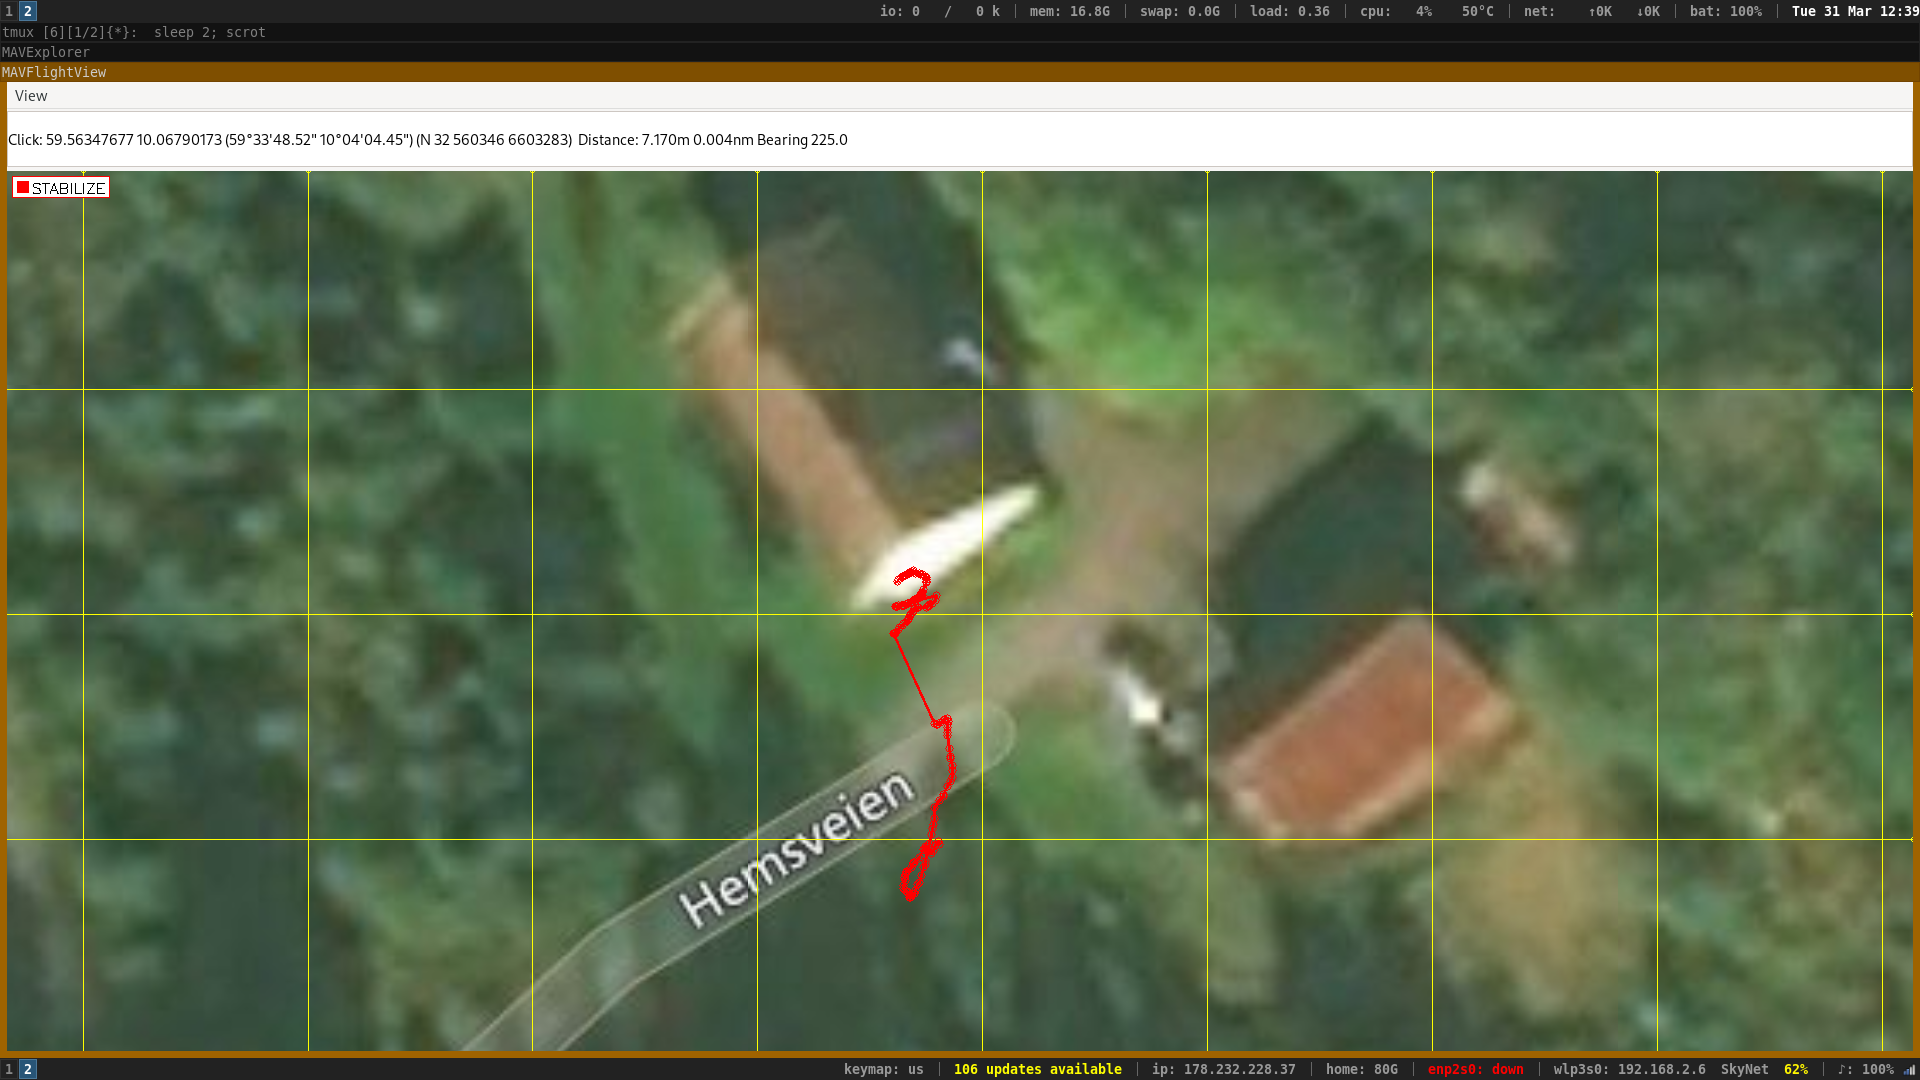 1 2 io: 0 / 0 k | mem: 16.8G | swap: 0.0G | load: 0.36 | cpu: 4% 50°C | net: ↑0K ↓0K | bat: 100% | Tue 31 Mar 12:39
tmux [6][1/2]{*}: sleep 2; scrot
MAVExplorer
MAVFlightView
View
Click: 59.56347677 10.06790173 (59°33'48.52" 10°04'04.45") (N 32 560346 6603283) Distance: 7.170m 0.004nm Bearing 225.0
STABILIZE
Hemsveien
1 2 keymap: us | 106 updates available | ip: 178.232.228.37 | home: 80G | enp2s0: down | wlp3s0: 192.168.2.6 SkyNet 62% | ♪: 100%